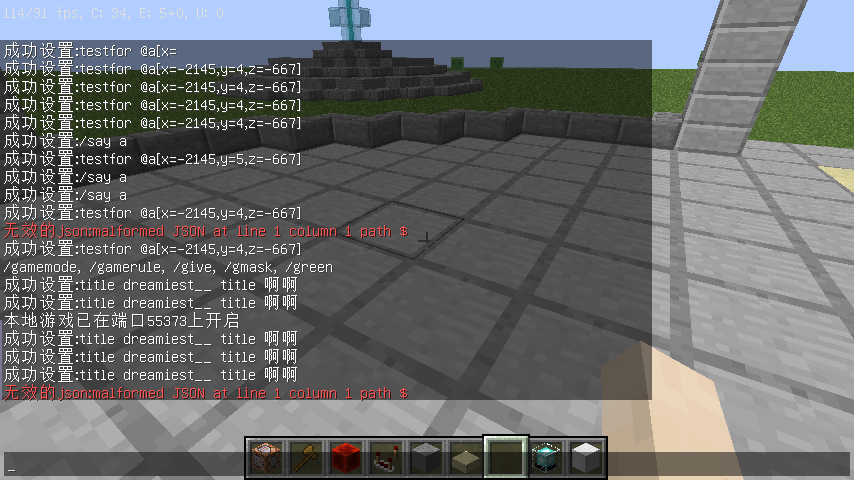 114/91 fps, C: 34, E: 5+0, U: 0
成功设置:testfor @a[x=
成功设置:testfor @a[x=-2145,y=4,z=-667]
成功设置:testfor @a[x=-2145,y=4,z=-667]
成功设置:testfor @a[x=-2145,y=4,z=-667]
成功设置:testfor @a[x=-2145,y=4,z=-667]
成功设置:/say a
成功设置:testfor @a[x=-2145,y=5,z=-667]
成功设置:/say a
成功设置:/say a
成功设置:testfor @a[x=-2145,y=4,z=-667]
无效的json:malformed JSON at line 1 column 1 path $
成功设置:testfor @a[x=-2145,y=4,z=-667]
/gamemode, /gamerule, /give, /gmask, /green
成功设置:title dreamiest__ title 啊啊
成功设置:title dreamiest__ title 啊啊
本地游戏已在端口55373上开启
成功设置:title dreamiest__ title 啊啊
成功设置:title dreamiest__ title 啊啊
成功设置:title dreamiest__ title 啊啊
无效的json:malformed JSON at line 1 column 1 path $
_